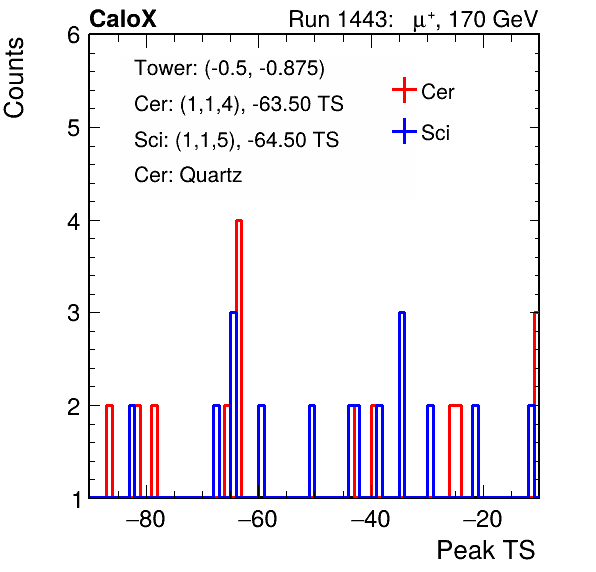 CaloX Run 1443: μ⁺, 170 GeV
Counts
6
Tower: (-0.5, -0.875)
Cer: (1,1,4), -63.50 TS
Sci: (1,1,5), -64.50 TS
Cer: Quartz
Cer
Sci
5
4
3
2
1
−80 −60 −40 −20
Peak TS